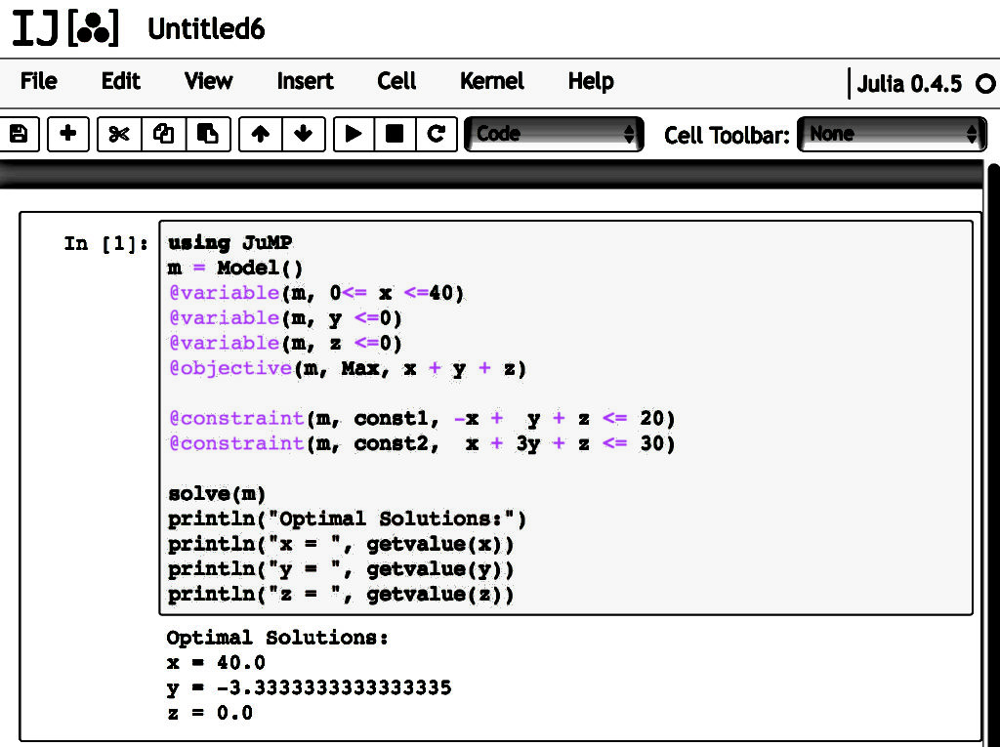 IJ[] Untitled6
File Edit View Insert Cell Kernel Help Julia 0.4.5
Code Cell Toolbar: None
In [1]: using JuMP
m = Model()
@variable(m, 0<= x <=40)
@variable(m, y <=0)
@variable(m, z <=0)
@objective(m, Max, x + y + z)
@constraint(m, const1, -x +  y + z <= 20)
@constraint(m, const2,  x + 3y + z <= 30)
solve(m)
println("Optimal Solutions:")
println("x = ", getvalue(x))
println("y = ", getvalue(y))
println("z = ", getvalue(z))
Optimal Solutions:
x = 40.0
y = -3.3333333333333335
z = 0.0